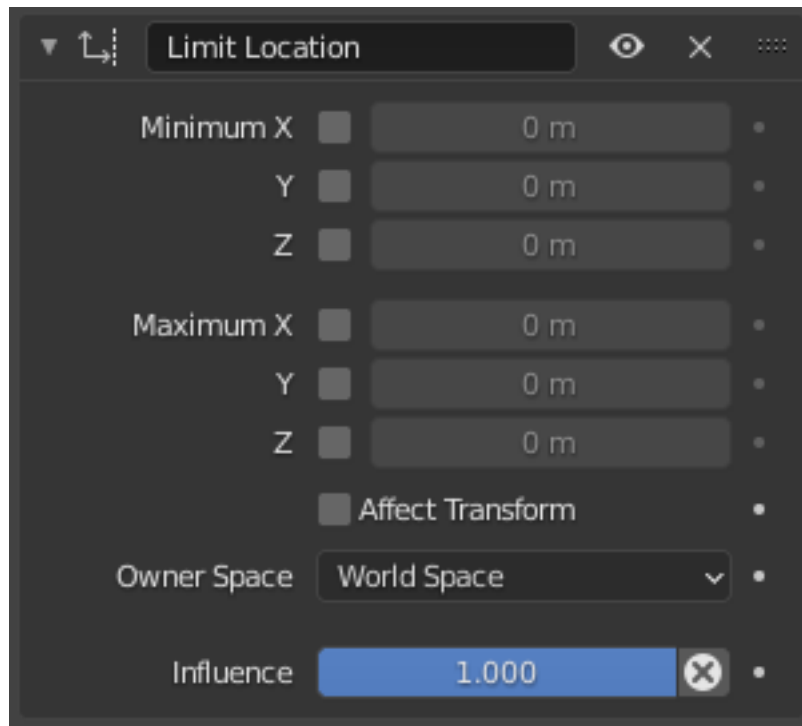 Limit Location
Minimum X 0 m
Y 0 m
Z 0 m
Maximum X 0 m
Y 0 m
Z 0 m
Affect Transform
Owner Space World Space
Influence 1.000